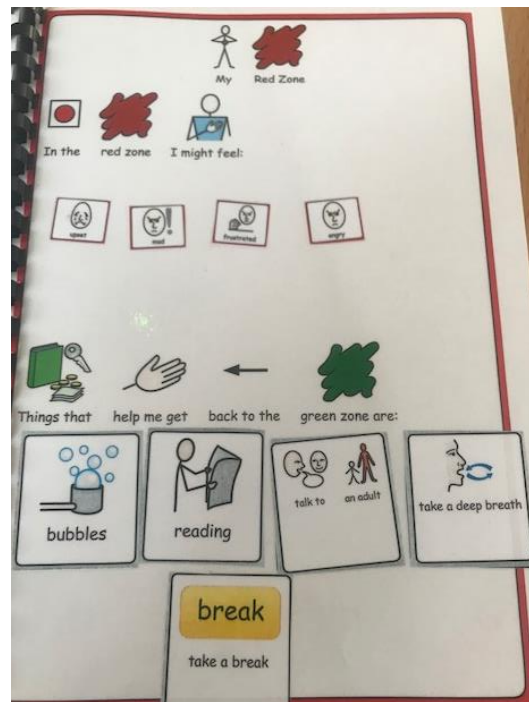 My Red Zone
In the red zone I might feel:
upset mad frustrated angry
Things that help me get back to the green zone are:
bubbles reading talk to an adult take a deep breath
break
take a break